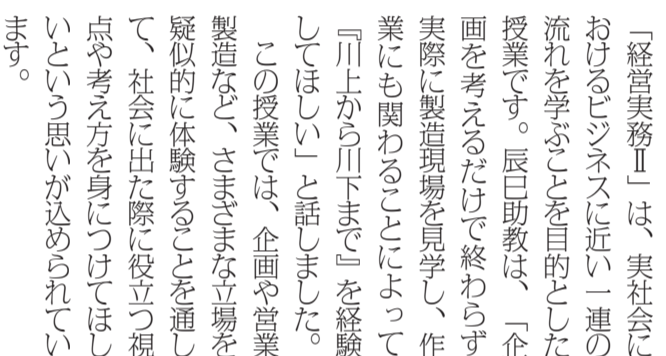 「経営実務Ⅱ」は、実社会に
おけるビジネスに近い一連の
流れを学ぶことを目的とした
授業です。辰巳助教は、「企
画を考えるだけで終わらず
実際に製造現場を見学し、作
業にも関わることによって
『川上から川下まで』を経験
してほしい」と話しました。
この授業では、企画や営業
製造など、さまざまな立場を
疑似的に体験することを通し
て、社会に出た際に役立つ視
点や考え方を身につけてほし
いという思いが込められてい
ます。